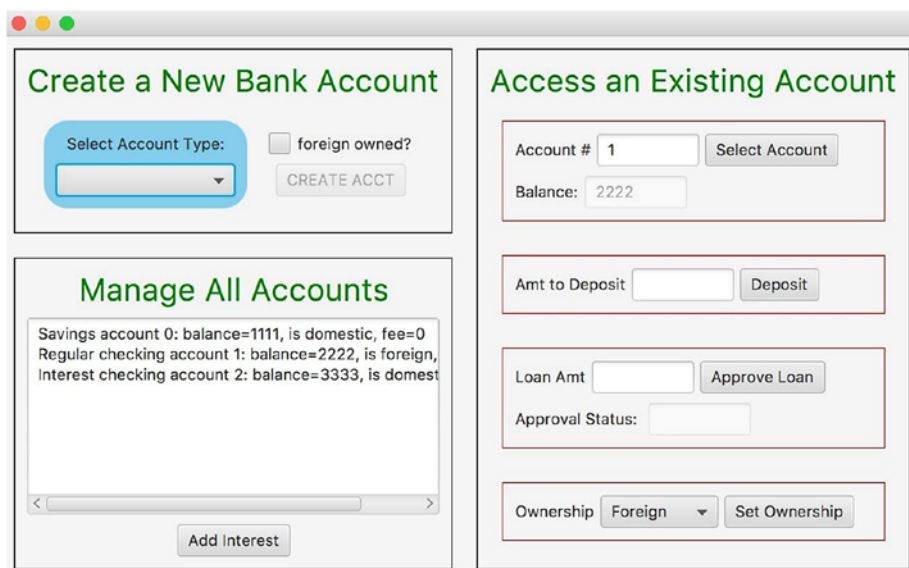 Create a New Bank Account
Select Account Type:
foreign owned?
CREATE ACCT
Manage All Accounts
Savings account 0: balance=1111, is domestic, fee=0
Regular checking account 1: balance=2222, is foreign,
Interest checking account 2: balance=3333, is domest
Add Interest
Access an Existing Account
Account # 1 Select Account
Balance: 2222
Amt to Deposit Deposit
Loan Amt Approve Loan
Approval Status:
Ownership Foreign Set Ownership